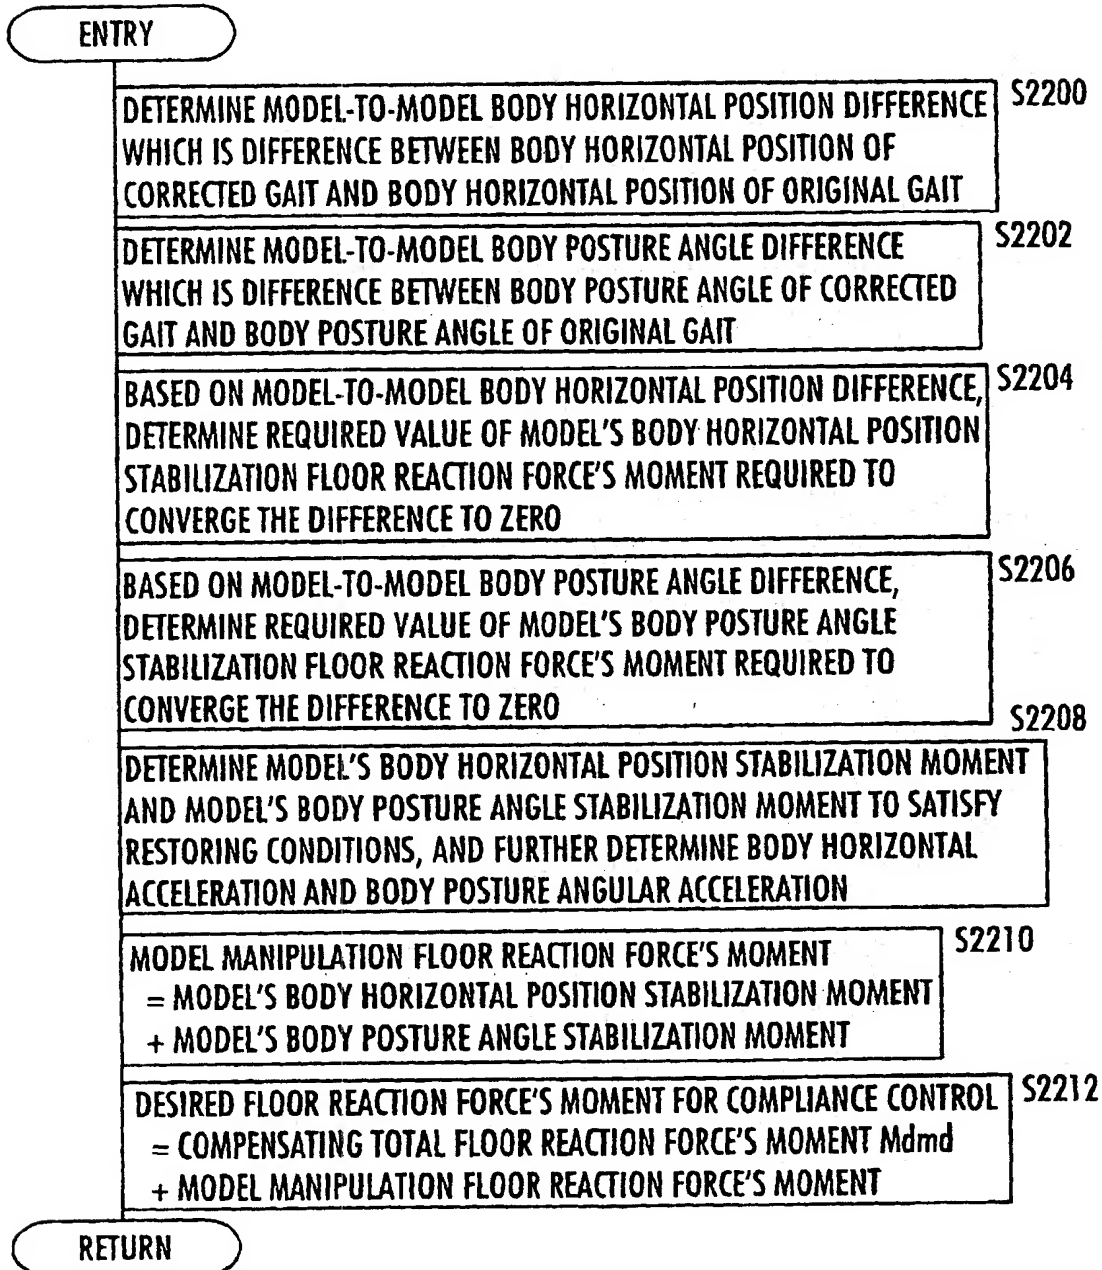 ENTRY
S2200
DETERMINE MODEL-TO-MODEL BODY HORIZONTAL POSITION DIFFERENCE
WHICH IS DIFFERENCE BETWEEN BODY HORIZONTAL POSITION OF
CORRECTED GAIT AND BODY HORIZONTAL POSITION OF ORIGINAL GAIT
S2202
DETERMINE MODEL-TO-MODEL BODY POSTURE ANGLE DIFFERENCE
WHICH IS DIFFERENCE BETWEEN BODY POSTURE ANGLE OF CORRECTED
GAIT AND BODY POSTURE ANGLE OF ORIGINAL GAIT
S2204
BASED ON MODEL-TO-MODEL BODY HORIZONTAL POSITION DIFFERENCE,
DETERMINE REQUIRED VALUE OF MODEL'S BODY HORIZONTAL POSITION
STABILIZATION FLOOR REACTION FORCE'S MOMENT REQUIRED TO
CONVERGE THE DIFFERENCE TO ZERO
S2206
BASED ON MODEL-TO-MODEL BODY POSTURE ANGLE DIFFERENCE,
DETERMINE REQUIRED VALUE OF MODEL'S BODY POSTURE ANGLE
STABILIZATION FLOOR REACTION FORCE'S MOMENT REQUIRED TO
CONVERGE THE DIFFERENCE TO ZERO
S2208
DETERMINE MODEL'S BODY HORIZONTAL POSITION STABILIZATION MOMENT
AND MODEL'S BODY POSTURE ANGLE STABILIZATION MOMENT TO SATISFY
RESTORING CONDITIONS, AND FURTHER DETERMINE BODY HORIZONTAL
ACCELERATION AND BODY POSTURE ANGULAR ACCELERATION
S2210
MODEL MANIPULATION FLOOR REACTION FORCE'S MOMENT
= MODEL'S BODY HORIZONTAL POSITION STABILIZATION MOMENT
+ MODEL'S BODY POSTURE ANGLE STABILIZATION MOMENT
S2212
DESIRED FLOOR REACTION FORCE'S MOMENT FOR COMPLIANCE CONTROL
= COMPENSATING TOTAL FLOOR REACTION FORCE'S MOMENT Mdmd
+ MODEL MANIPULATION FLOOR REACTION FORCE'S MOMENT
RETURN